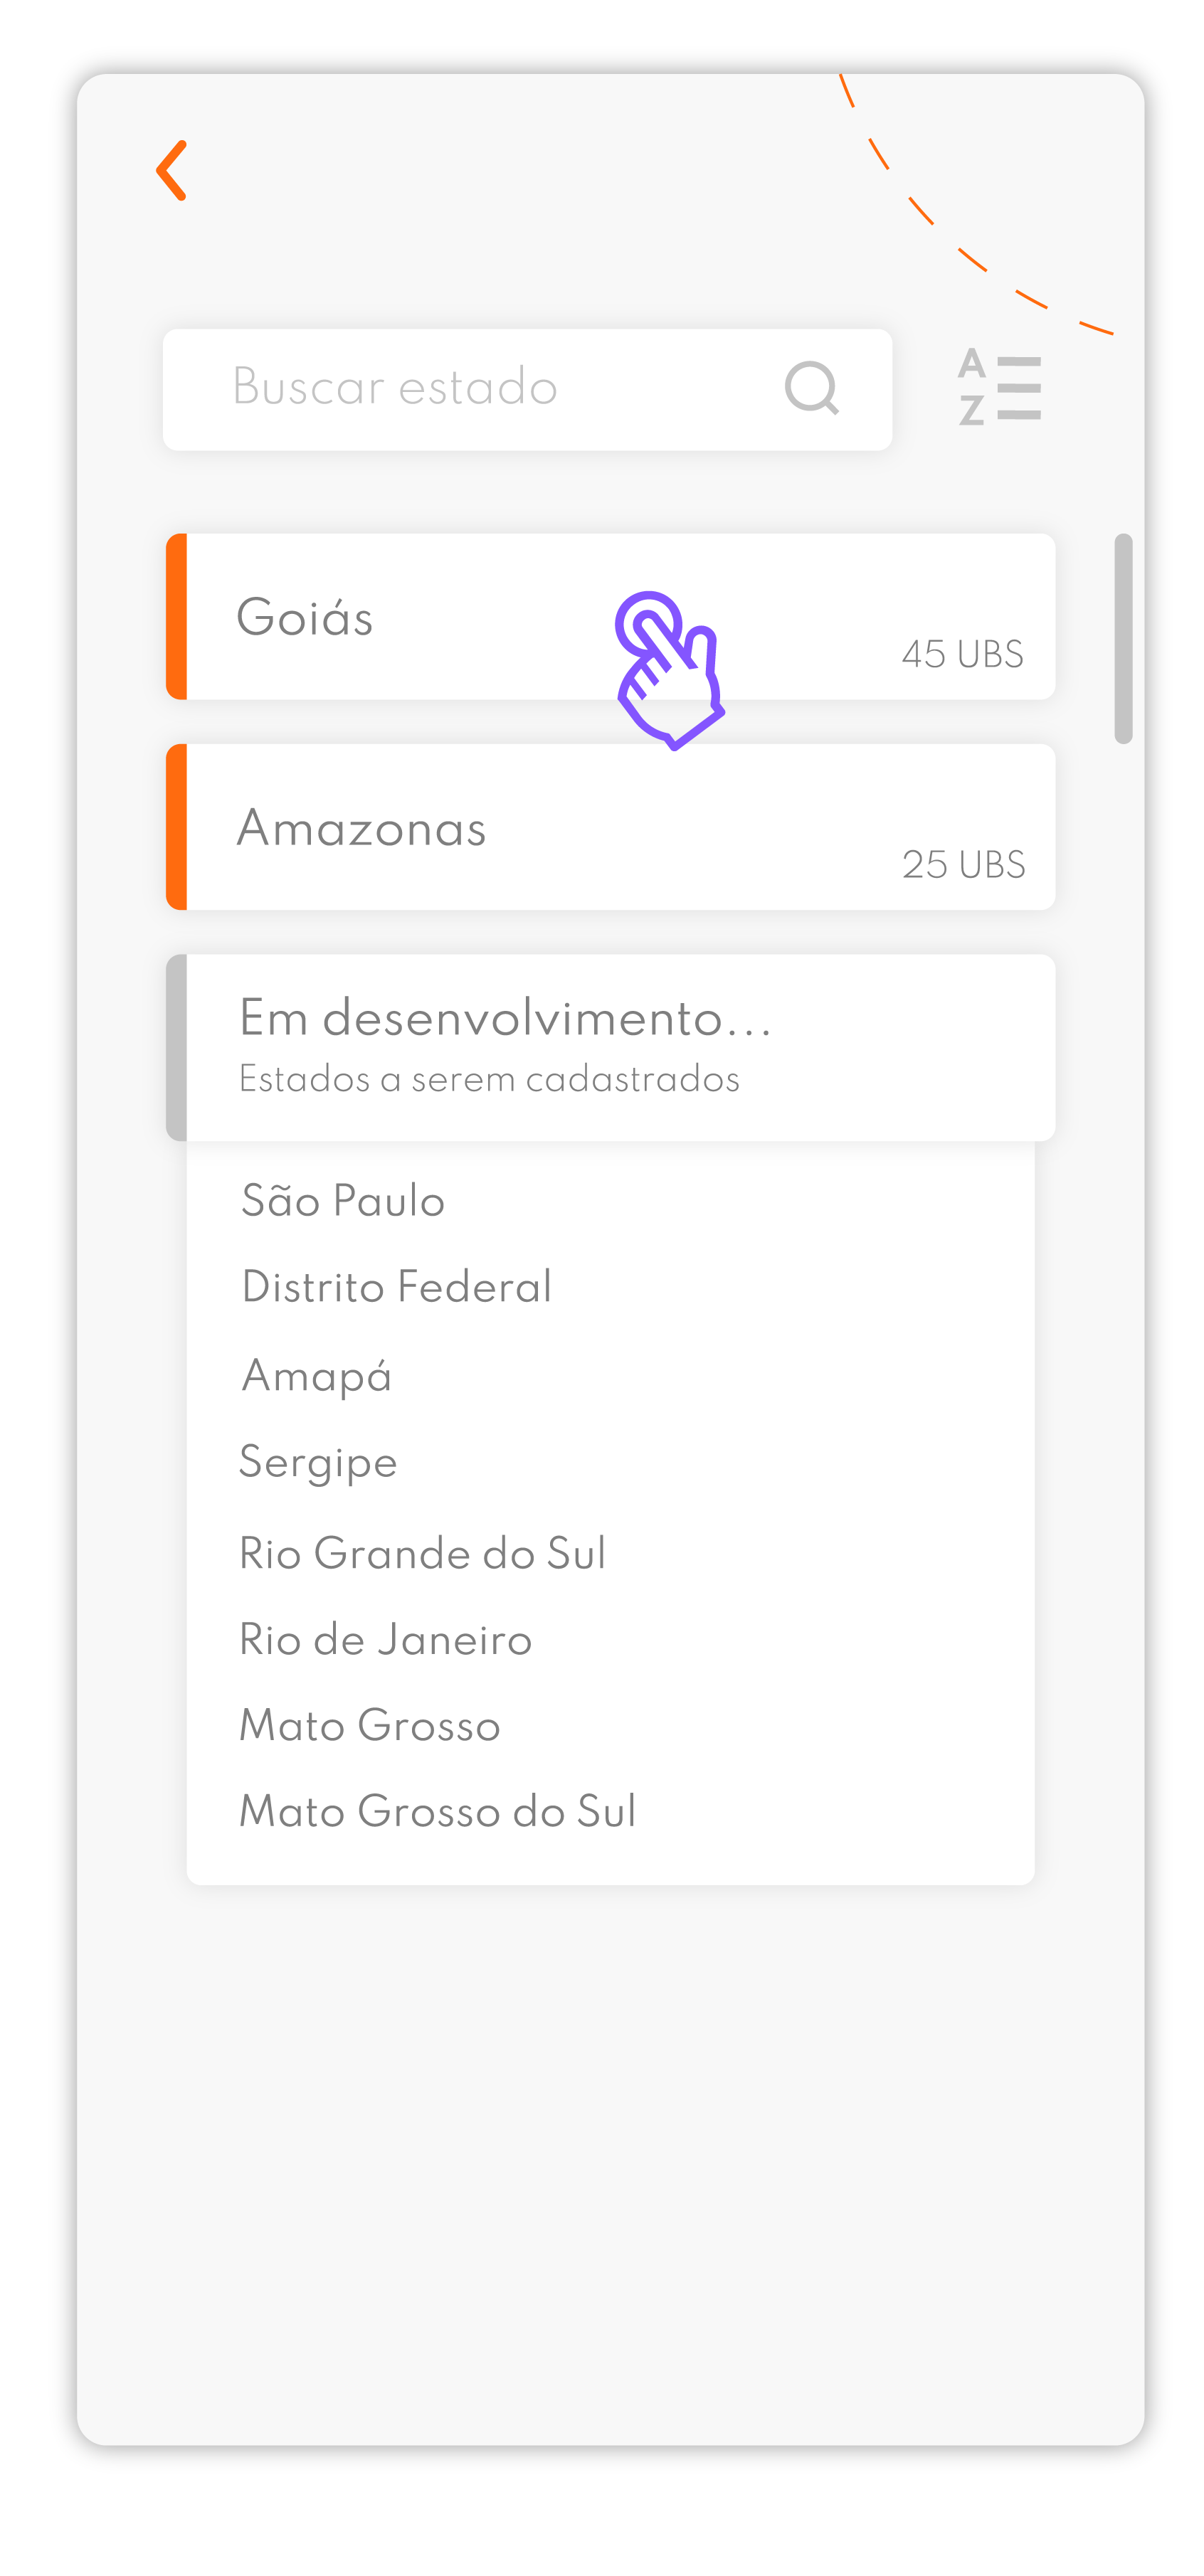 Buscar estado
A
Z
Goiás
45 UBS
Amazonas
25 UBS
Em desenvolvimento...
Estados a serem cadastrados
São Paulo
Distrito Federal
Amapá
Sergipe
Rio Grande do Sul
Rio de Janeiro
Mato Grosso
Mato Grosso do Sul